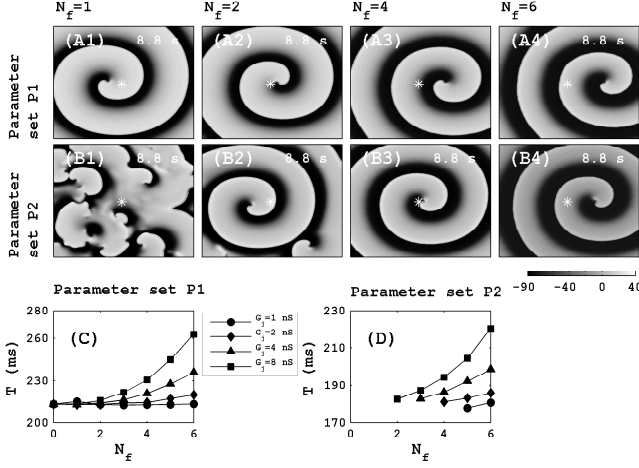 N_f=1 N_f=2 N_f=4 N_f=6
Parameter set P1
(A1) 8.8 s (A2) 8.8 s (A3) 8.8 s (A4) 8.8 s
Parameter set P2
(B1) 8.8 s (B2) 8.8 s (B3) 8.8 s (B4) 8.8 s
-90 -40 0 40
Parameter set P1
(C)
T (ms)
280
260
230
200
0 2 4 6
N_f
G_j=1 nS
G_j=2 nS
G_j=4 nS
G_j=8 nS
Parameter set P2
(D)
T (ms)
230
210
190
170
0 2 4 6
N_f